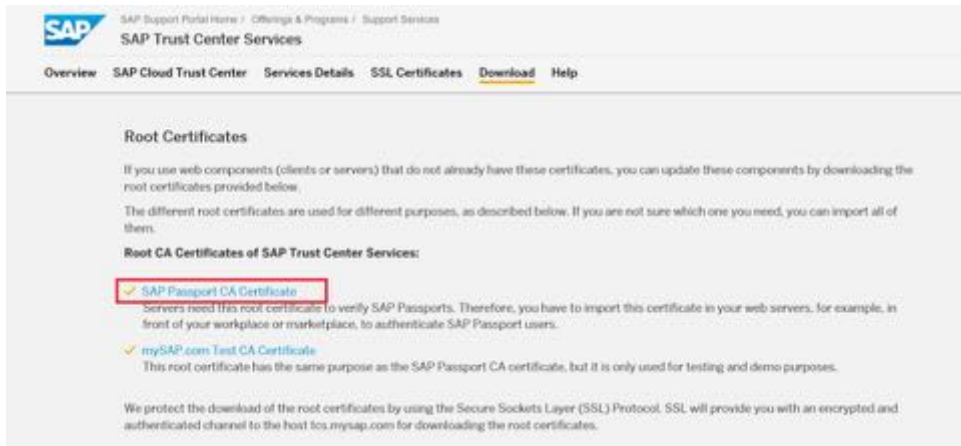 SAP
SAP Support Portal Home / Offerings & Programs / Support Services
SAP Trust Center Services
Overview SAP Cloud Trust Center Services Details SSL Certificates Download Help
Root Certificates
If you use web components (clients or servers) that do not already have these certificates, you can update these components by downloading the
root certificates provided below.
The different root certificates are used for different purposes, as described below. If you are not sure which one you need, you can import all of
them.
Root CA Certificates of SAP Trust Center Services:
SAP Passport CA Certificate
Servers need this root certificate to verify SAP Passports. Therefore, you have to import this certificate in your web servers, for example, in
front of your workplace or marketplace, to authenticate SAP Passport users.
mySAP.com Test CA Certificate
This root certificate has the same purpose as the SAP Passport CA certificate, but it is only used for testing and demo purposes.
We protect the download of the root certificates by using the Secure Sockets Layer (SSL) Protocol. SSL will provide you with an encrypted and
authenticated channel to the host tcs.mysap.com for downloading the root certificates.